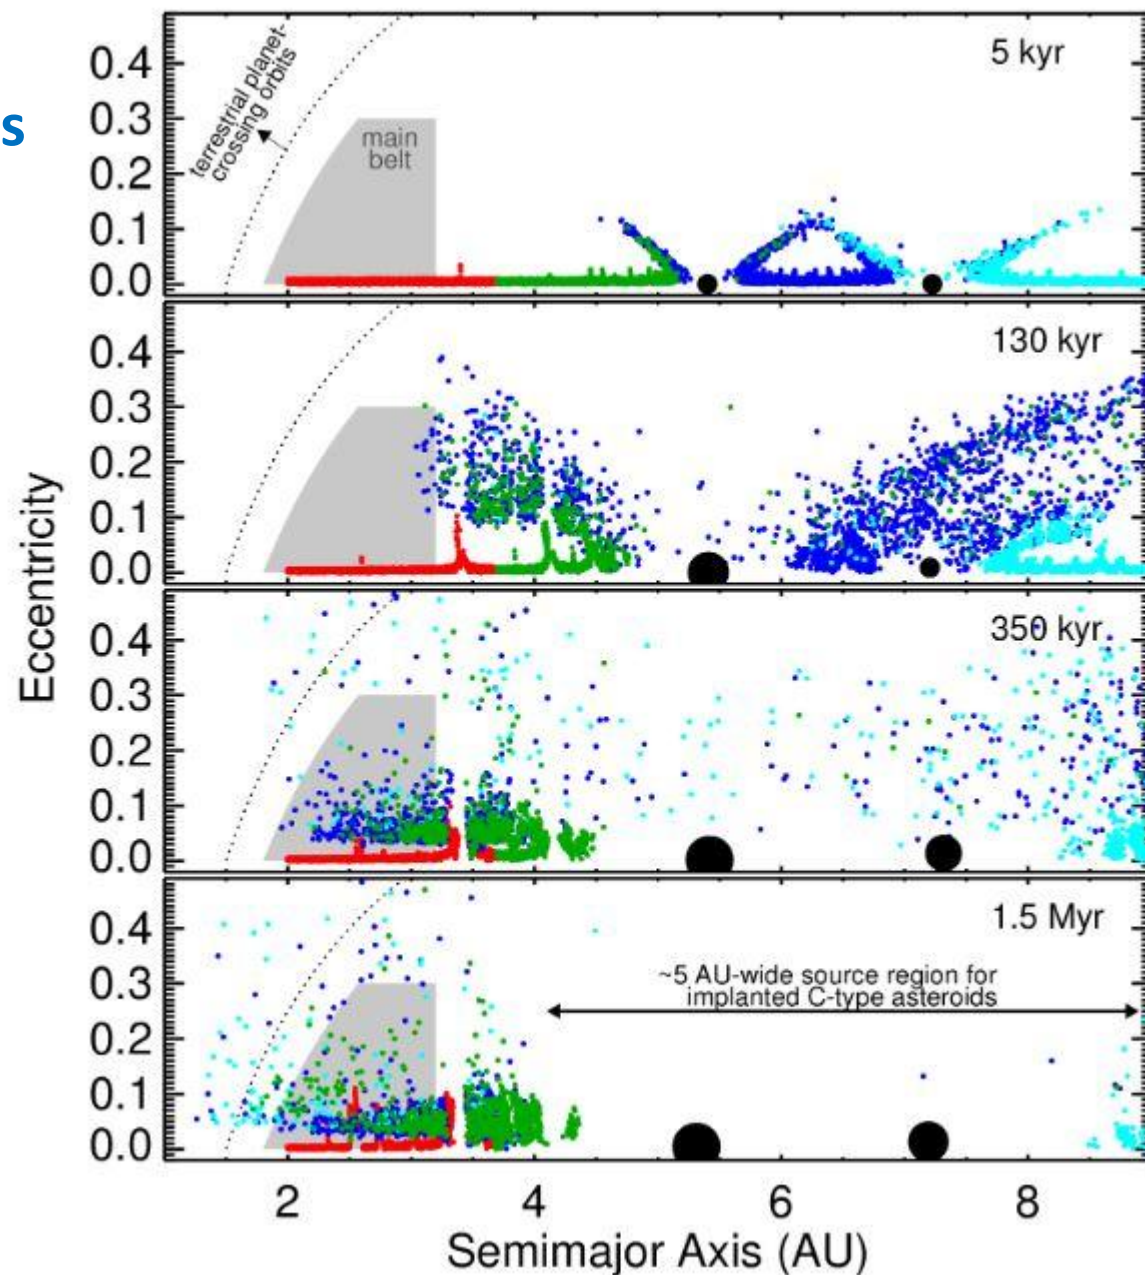 s
5 kyr
terrestrial planet-
crossing orbits
main
belt
0.4
0.3
0.2
0.1
0.0
130 kyr
0.4
0.3
0.2
0.1
0.0
Eccentricity
350 kyr
0.4
0.3
0.2
0.1
0.0
1.5 Myr
~5 AU-wide source region for
implanted C-type asteroids
0.4
0.3
0.2
0.1
0.0
2 4 6 8
Semimajor Axis (AU)